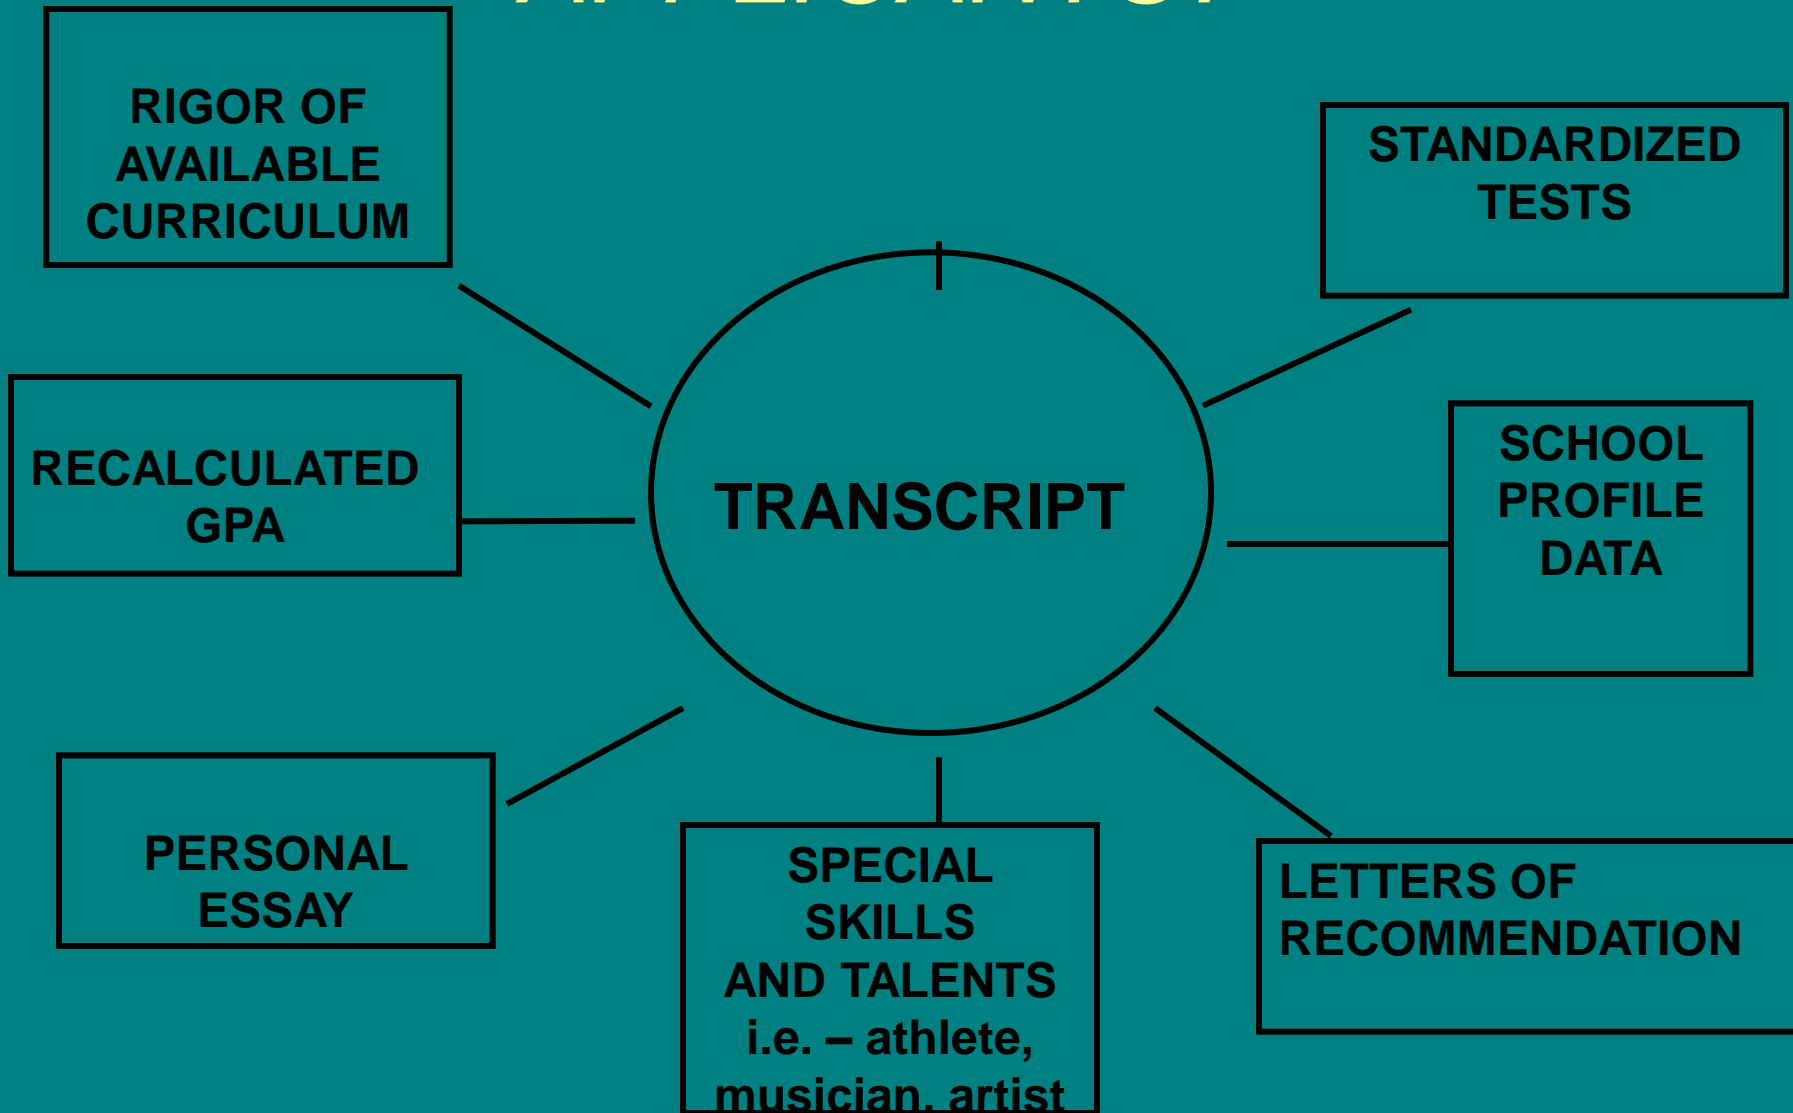 RIGOR OF
AVAILABLE
CURRICULUM
STANDARDIZED
TESTS
RECALCULATED
GPA
TRANSCRIPT
SCHOOL
PROFILE
DATA
PERSONAL
ESSAY
SPECIAL
SKILLS
AND TALENTS
i.e. – athlete,
musician, artist
LETTERS OF
RECOMMENDATION